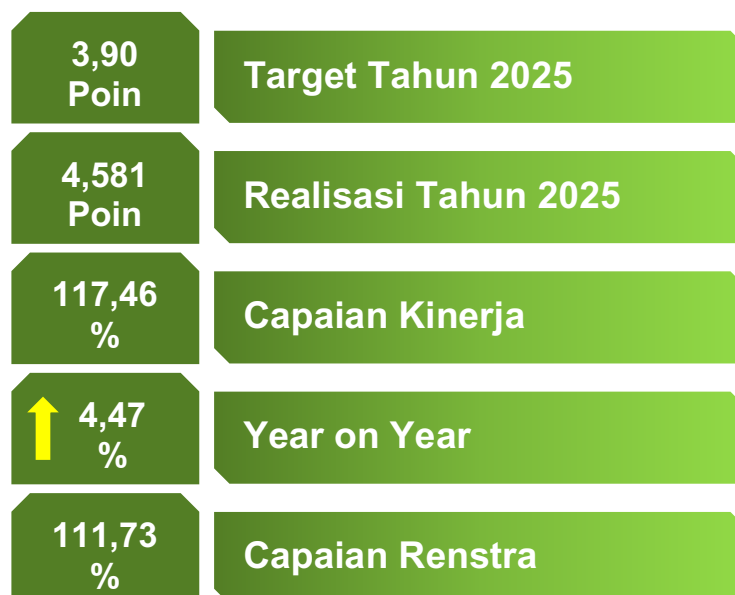 3,90
Poin
Target Tahun 2025
4,581
Poin
Realisasi Tahun 2025
117,46
%
Capaian Kinerja
4,47
%
Year on Year
111,73
%
Capaian Renstra